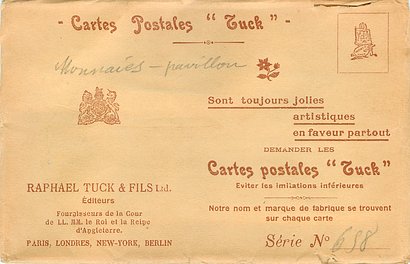 - Cartes Postales "Tuck" -
Monnaies - pavillon
Sont toujours jolies
artistiques
en faveur partout
DEMANDER LES
Cartes postales "Tuck"
Eviter les imitations inférieures
Notre nom et marque de fabrique se trouvent
sur chaque carte
Série Nº 698
RAPHAEL TUCK & FILS Ltd.
Éditeurs
Fournisseurs de la Cour
de LL. MM. le Roi et la Reine
d'Angleterre.
PARIS, LONDRES, NEW-YORK, BERLIN